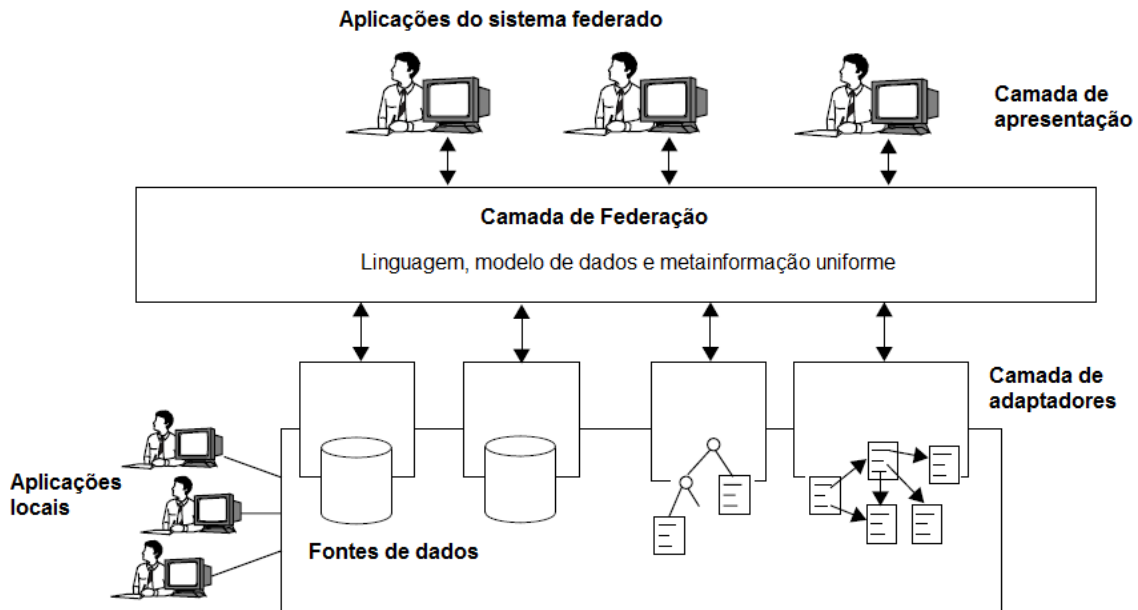 Aplicações do sistema federado
Camada de
apresentação
Camada de Federação
Linguagem, modelo de dados e metainformação uniforme
Camada de
adaptadores
Aplicações
locais
Fontes de dados